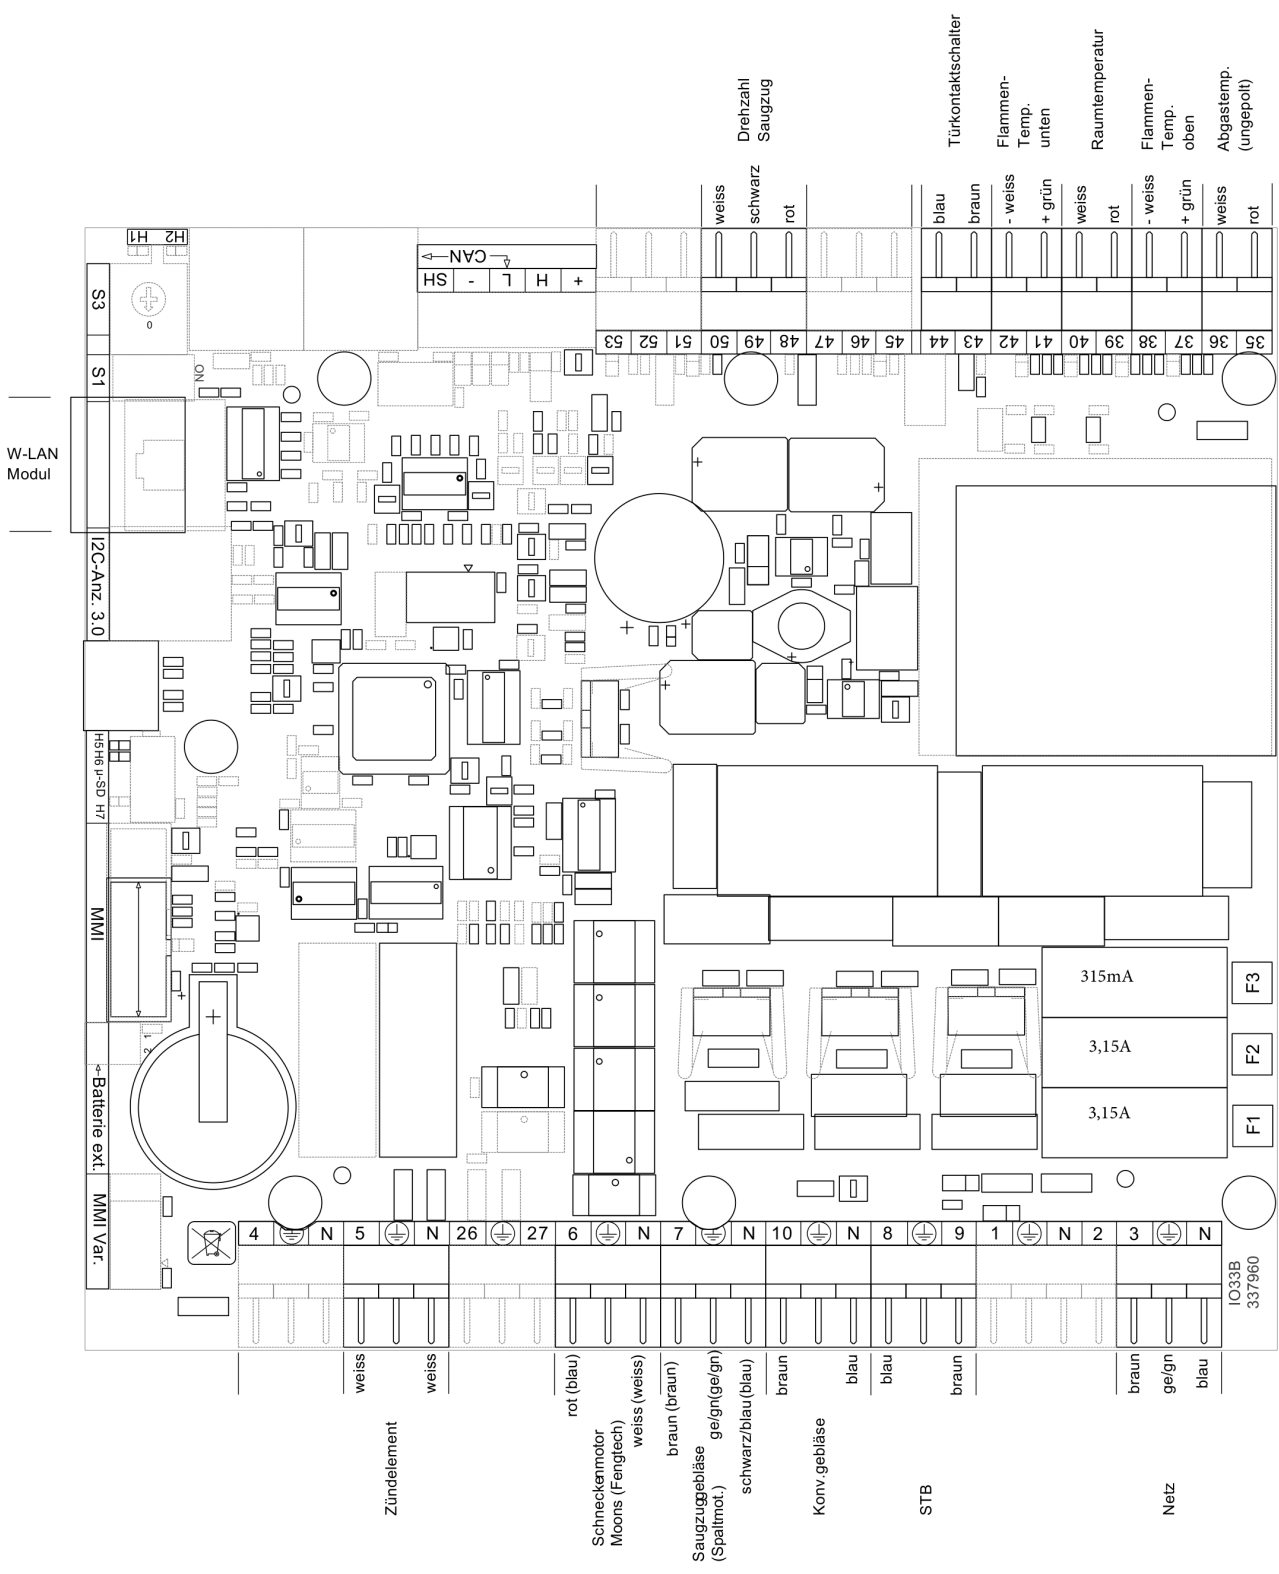 Drehzahl
Saugzug
Türkontaktschalter
Flammen-
Temp.
unten
Raumtemperatur
Flammen-
Temp.
oben
Abgastemp.
(ungepolt)
weiss
schwarz
rot
blau
braun
- weiss
+ grün
weiss
rot
- weiss
+ grün
weiss
rot
H1 H2
CAN
SH - L H +
53 52 51 50 49 48 47 46 45 44 43 42 41 40 39 38 37 36 35
S3
0
S1
NO
W-LAN
Modul
I2C-Anz. 3.0
H5 H6 µ-SD H7
MMI
+
+
1
2
Batterie ext.
MMI Var.
+
+
+
+
+
+
315mA
F3
3,15A
F2
3,15A
F1
4 N 5 N 26 27 6 N 7 N 10 N 8 9 1 N 2 3 N
IO33B
337960
weiss
weiss
rot (blau)
weiss (weiss)
braun (braun)
ge/gn(ge/gn)
schwarz/blau(blau)
braun
blau
blau
braun
braun
ge/gn
blau
Zündelement
Schneckenmotor
Moons (Fengtech)
Saugzuggebläse
(Spaltmot.)
Konv.gebläse
STB
Netz